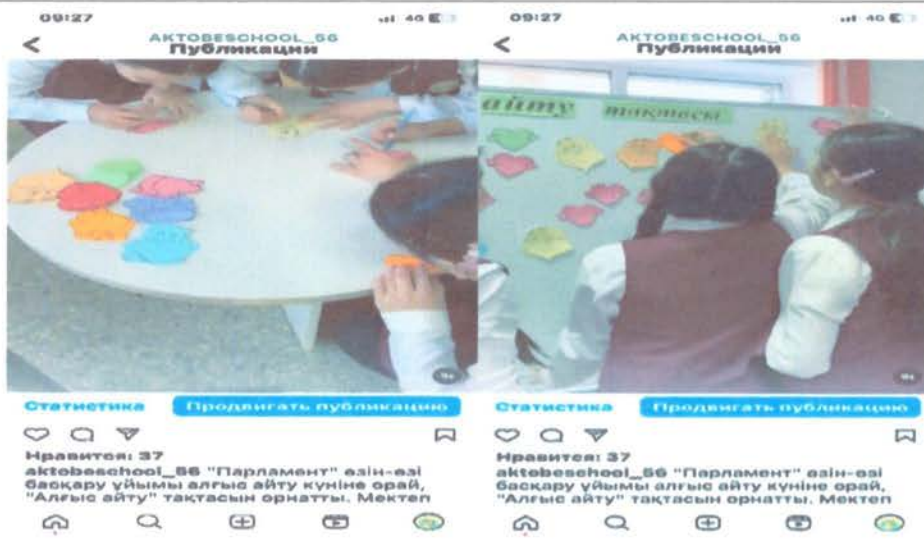 09:27
4G
AKTOBESCHOOL_56
Публикации
Статистика
Продвигать публикацию
Нравится: 37
aktobeschool_56 "Парламент" өзін-өзі
басқару ұйымы алғыс айту күніне орай,
"Алғыс айту" тақтасын орнатты. Мектеп
09:27
4G
AKTOBESCHOOL_56
Публикации
айту тақтасы
Статистика
Продвигать публикацию
Нравится: 37
aktobeschool_56 "Парламент" өзін-өзі
басқару ұйымы алғыс айту күніне орай,
"Алғыс айту" тақтасын орнатты. Мектеп